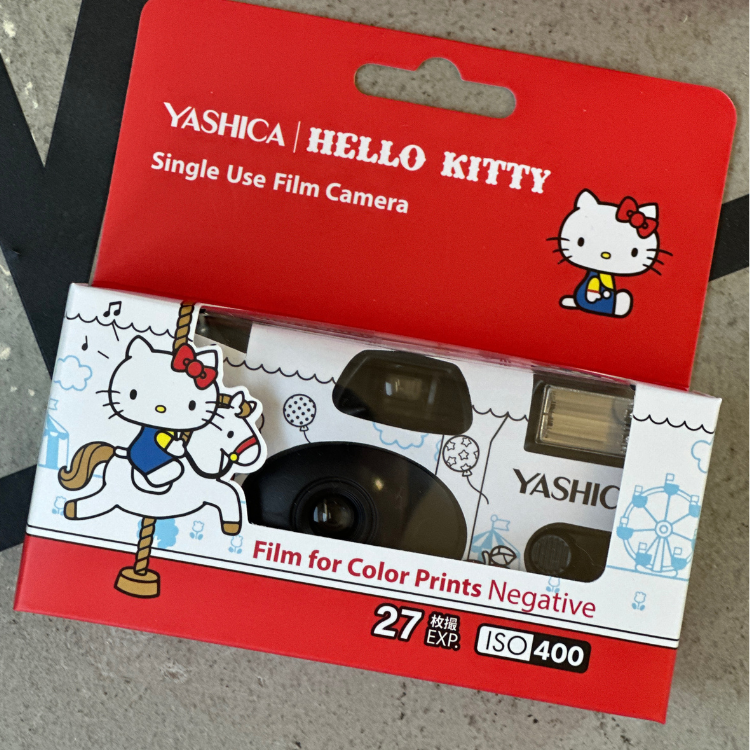 YASHICA | HELLO KITTY
Single Use Film Camera
YASHIC
Film for Color Prints Negative
27 枚撮 EXP.
ISO 400